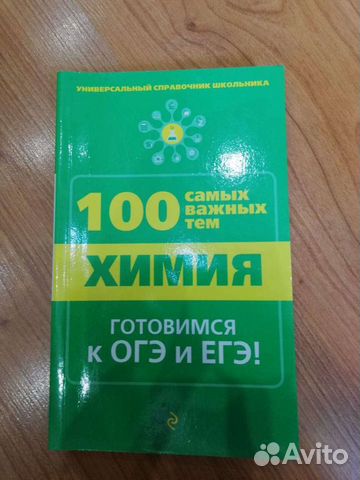 УНИВЕРСАЛЬНЫЙ СПРАВОЧНИК ШКОЛЬНИКА
100 самых
важных
тем
ХИМИЯ
ГОТОВИМСЯ
к ОГЭ и ЕГЭ!
Avito